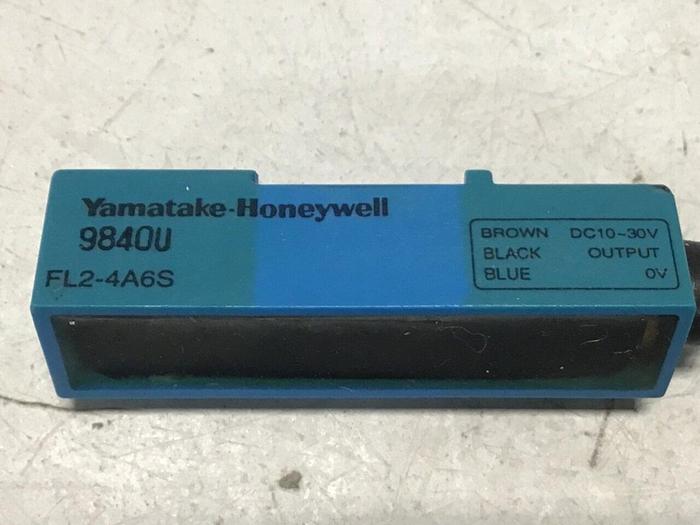 Yamatake-Honeywell
9840U
FL2-4A6S
BROWN DC10~30V
BLACK OUTPUT
BLUE 0V